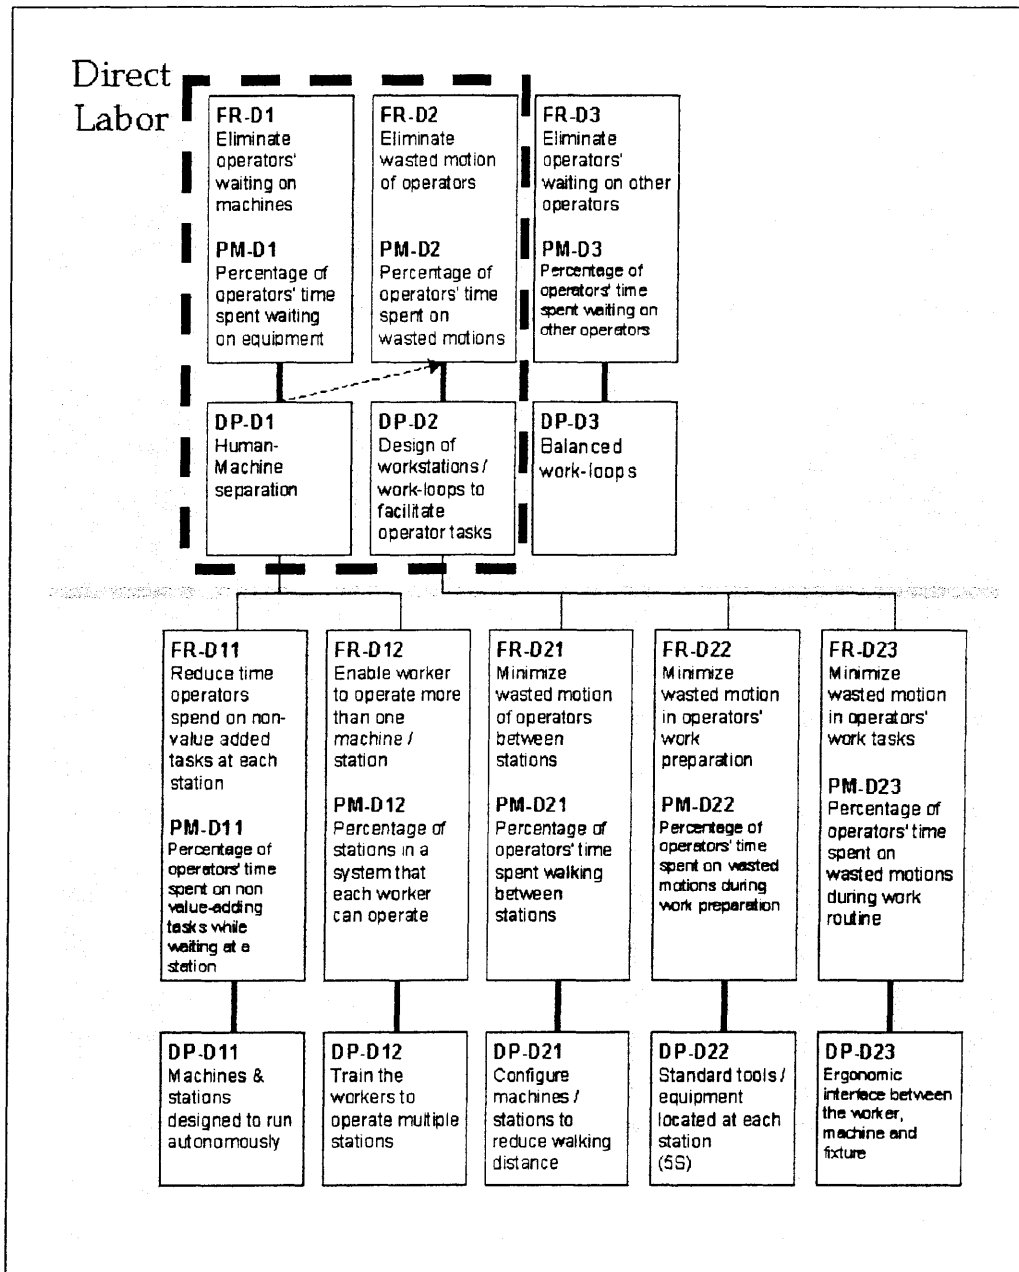 Direct
Labor
FR-D1
Eliminate
operators'
waiting on
machines
PM-D1
Percentage of
operators' time
spent waiting
on equipment
FR-D2
Eliminate
wasted motion
of operators
PM-D2
Percentage of
operators' time
spent on
wasted motions
FR-D3
Eliminate
operators'
waiting on other
operators
PM-D3
Percentage of
operators' time
spent waiting on
other operators
DP-D1
Human-
Machine
separation
DP-D2
Design of
workstations /
work-loops to
facilitate
operator tasks
DP-D3
Balanced
work-loops
FR-D11
Reduce time
operators
spend on non-
value added
tasks at each
station
PM-D11
Percentage of
operators' time
spent on non
value-adding
tasks while
waiting at a
station
FR-D12
Enable worker
to operate more
than one
machine /
station
PM-D12
Percentage of
stations in a
system that
each worker
can operate
FR-D21
Minimize
wasted motion
of operators
between
stations
PM-D21
Percentage of
operators' time
spent walking
between
stations
FR-D22
Minimize
wasted motion
in operators'
work
preparation
PM-D22
Percentage of
operators' time
spent on wasted
motions during
work preparation
FR-D23
Minimize
wasted motion
in operators'
work tasks
PM-D23
Percentage of
operators' time
spent on
wasted motions
during work
routine
DP-D11
Machines &
stations
designed to run
autonomously
DP-D12
Train the
workers to
operate multiple
stations
DP-D21
Configure
machines /
stations to
reduce walking
distance
DP-D22
Standard tools /
equipment
located at each
station
(5S)
DP-D23
Ergonomic
interface between
the worker,
machine and
fixture